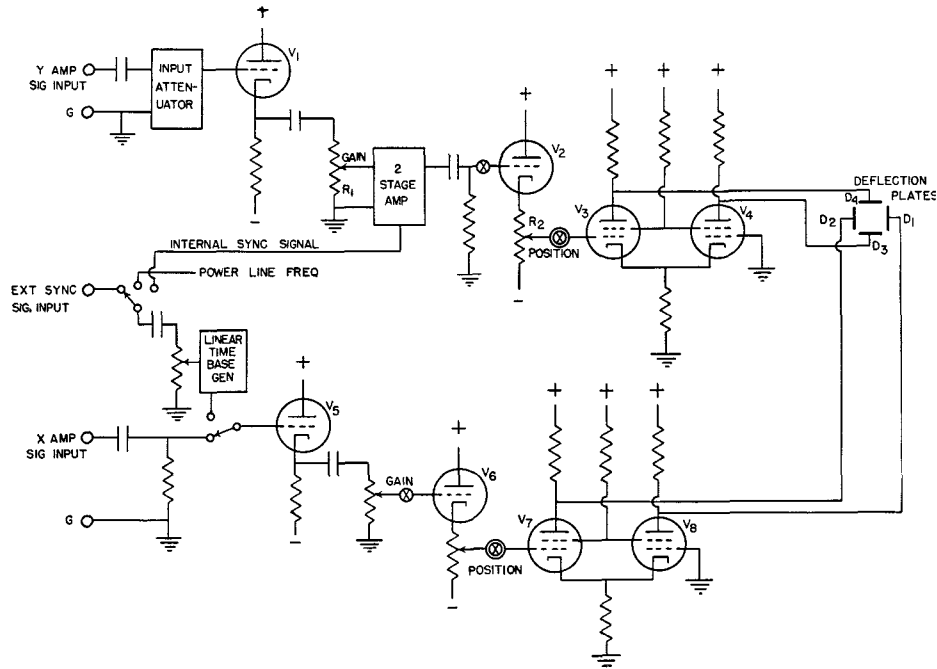 +
V1
Y AMP
SIG INPUT
INPUT
ATTEN-
UATOR
G
GAIN
R1
–
2
STAGE
AMP
+
V2
X
R2
X
POSITION
–
+ + +
V3
V4
DEFLECTION
PLATES
D4
D2
D1
D3
INTERNAL SYNC SIGNAL
POWER LINE FREQ
EXT SYNC
SIG. INPUT
LINEAR
TIME
BASE
GEN
+
V5
X AMP
SIG INPUT
G
–
GAIN
X
+
V6
X
POSITION
–
+ + +
V7
V8